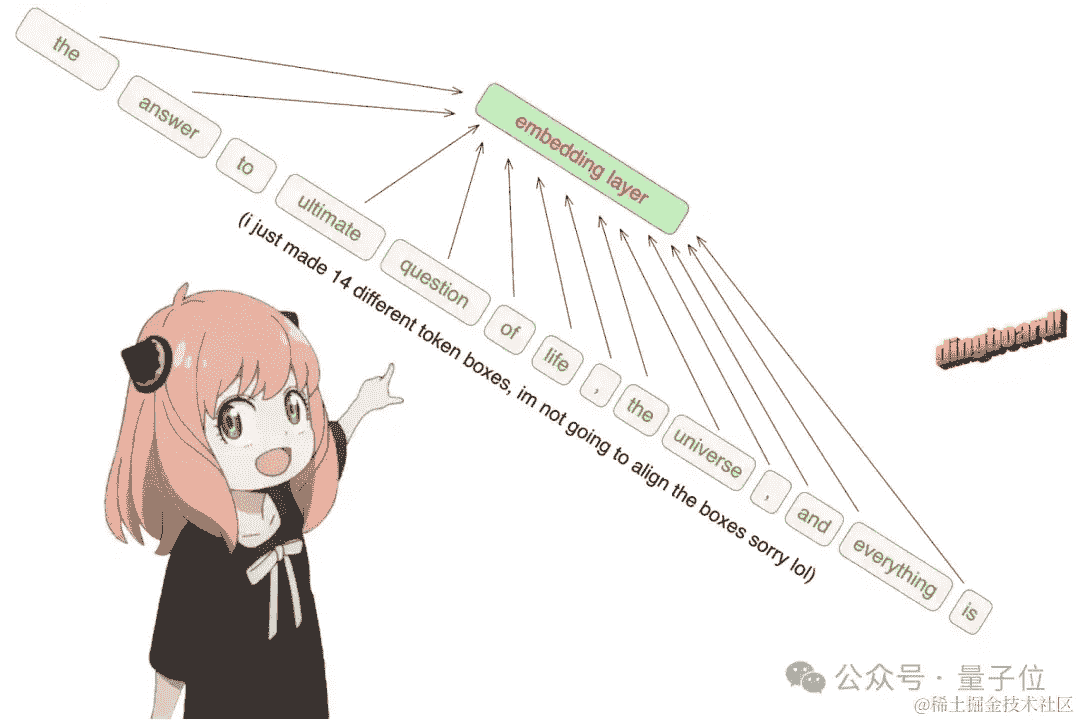 the answer to ultimate question of life , the universe , and everything is
embedding layer
(i just made 14 different token boxes, im not going to align the boxes sorry lol)
dingboard!!
公众号 · 量子位
@稀土掘金技术社区